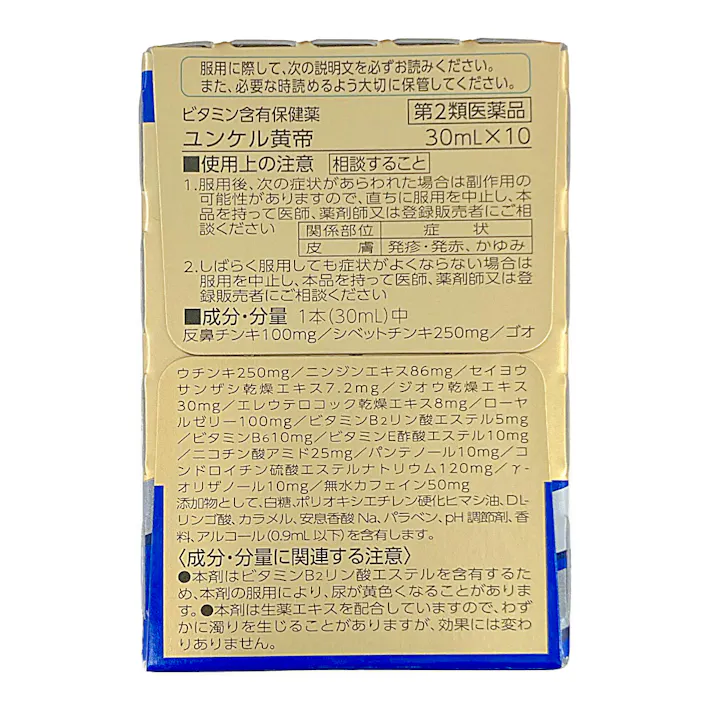 服用に際して、次の説明文を必ずお読みください。
また、必要な時読めるよう大切に保管してください。
ビタミン含有保健薬 第2類医薬品
ユンケル黄帝 30mL×10
■使用上の注意 相談すること
1.服用後、次の症状があらわれた場合は副作用の
可能性がありますので、直ちに服用を中止し、本
品を持って医師、薬剤師又は登録販売者にご相
談ください
関係部位 症状
皮膚 発疹・発赤、かゆみ
2.しばらく服用しても症状がよくならない場合は
服用を中止し、本品を持って医師、薬剤師又は
登録販売者にご相談ください
■成分・分量 1本(30mL)中
反鼻チンキ100mg/シベットチンキ250mg/ゴオ
ウチンキ250mg/ニンジンエキス86mg/セイヨウ
サンザシ乾燥エキス7.2mg/ジオウ乾燥エキス
30mg/エレウテロコック乾燥エキス8mg/ローヤ
ルゼリー100mg/ビタミンB2リン酸エステル5mg
/ビタミンB6 10mg/ビタミンE酢酸エステル10mg
/ニコチン酸アミド25mg/パンテノール10mg/コ
ンドロイチン硫酸エステルナトリウム120mg/γ-
オリザノール10mg/無水カフェイン50mg
添加物として、白糖、ポリオキシエチレン硬化ヒマシ油、DL-
リンゴ酸、カラメル、安息香酸Na、パラベン、pH調節剤、香
料、アルコール(0.9mL以下)を含有します。
〈成分・分量に関連する注意〉
●本剤はビタミンB2リン酸エステルを含有するた
め、本剤の服用により、尿が黄色くなることがあり
ます。●本剤は生薬エキスを配合していますので、わず
かに濁りを生じることがありますが、効果には変わ
りありません。